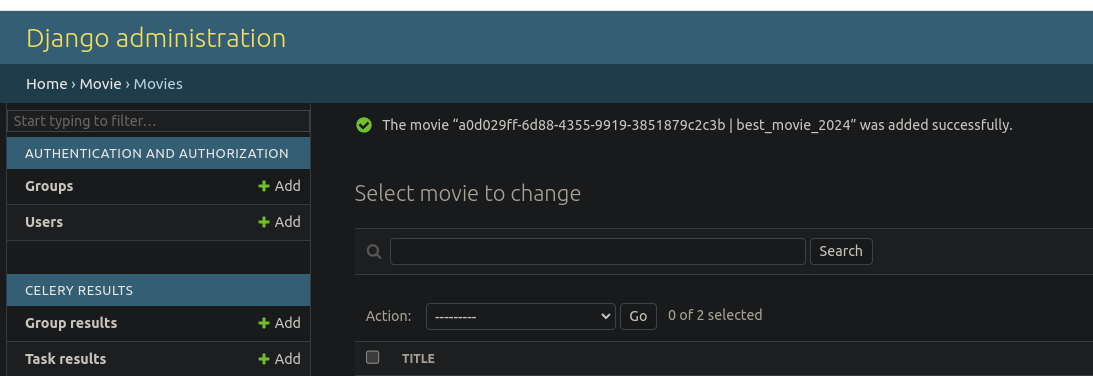 Django administration
Home › Movie › Movies
Start typing to filter…
AUTHENTICATION AND AUTHORIZATION
Groups + Add
Users + Add
CELERY RESULTS
Group results + Add
Task results + Add
The movie “a0d029ff-6d88-4355-9919-3851879c2c3b | best_movie_2024” was added successfully.
Select movie to change
Search
Action: --------- Go 0 of 2 selected
TITLE